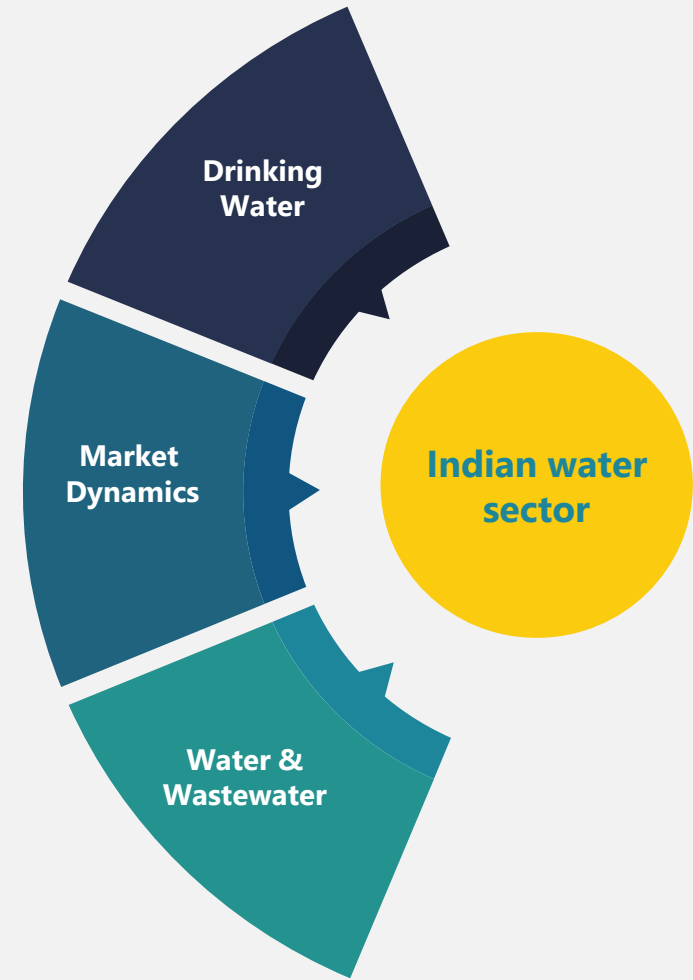 Drinking
Water
Market
Dynamics
Indian water
sector
Water &
Wastewater